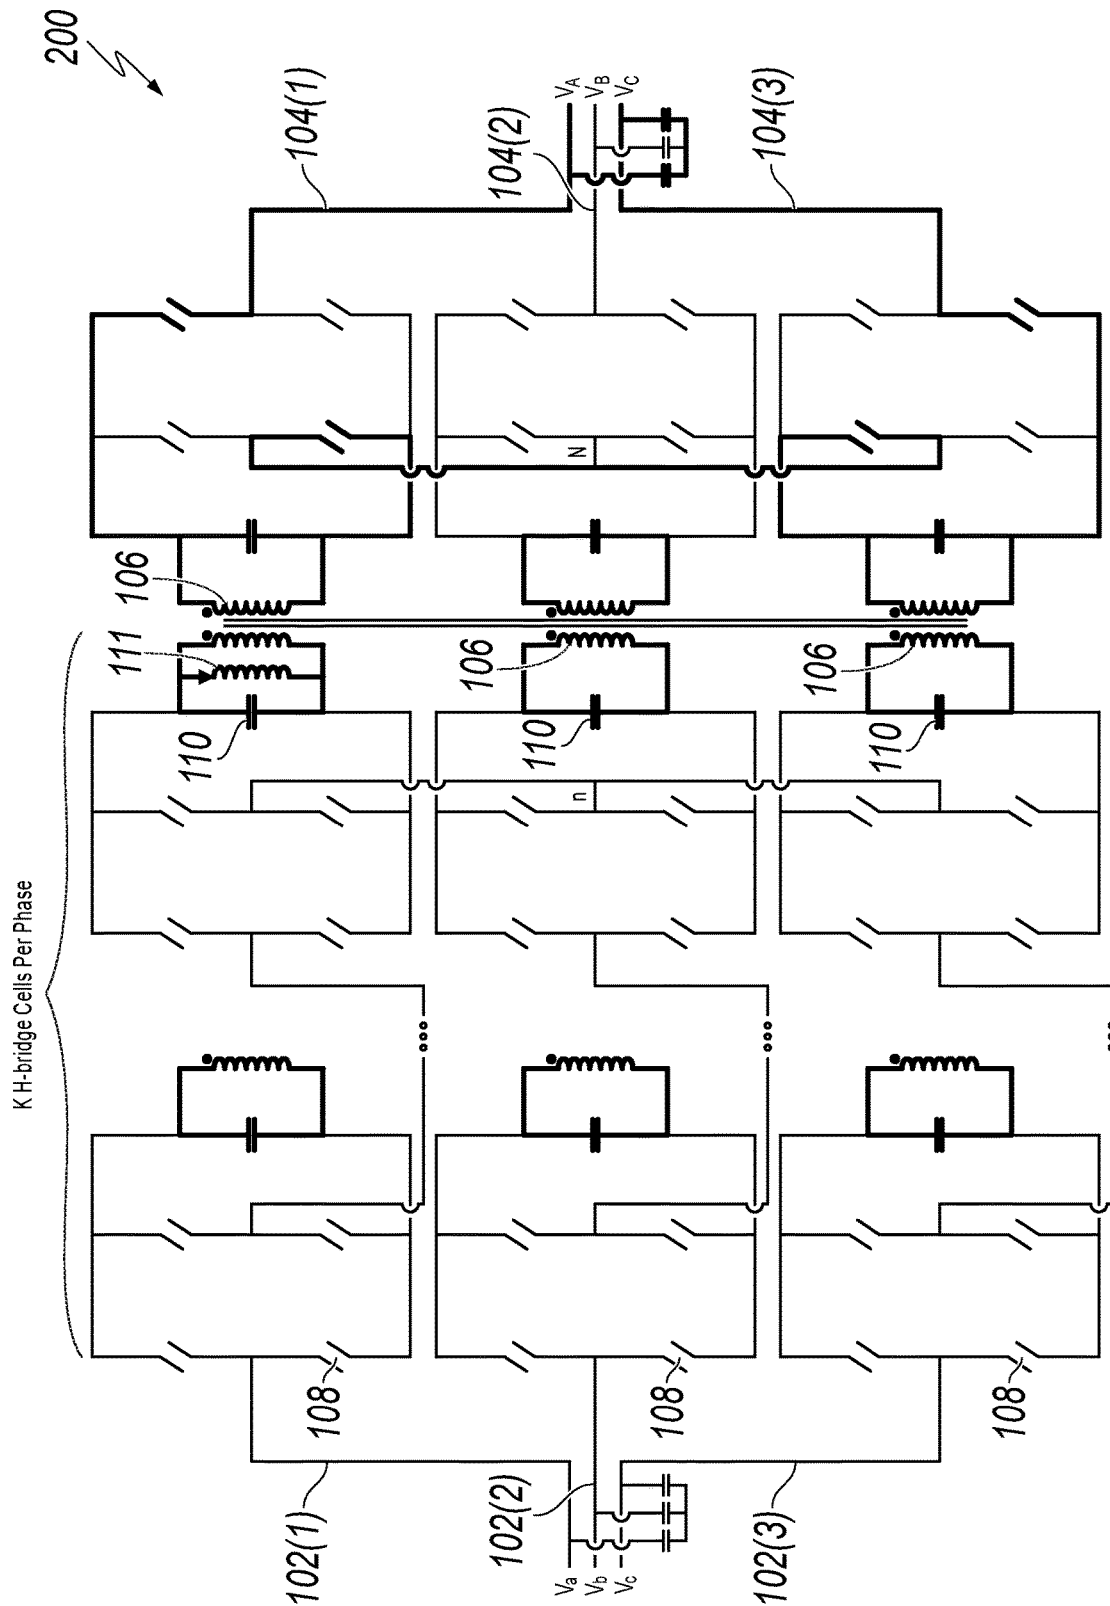 K H-bridge Cells Per Phase
200
111
106
110
102(1)
108
104(1)
106
102(2)
104(2)
Va
n
110
N
VA
Vb
VB
Vc
VC
108
102(3)
104(3)
106
110
108